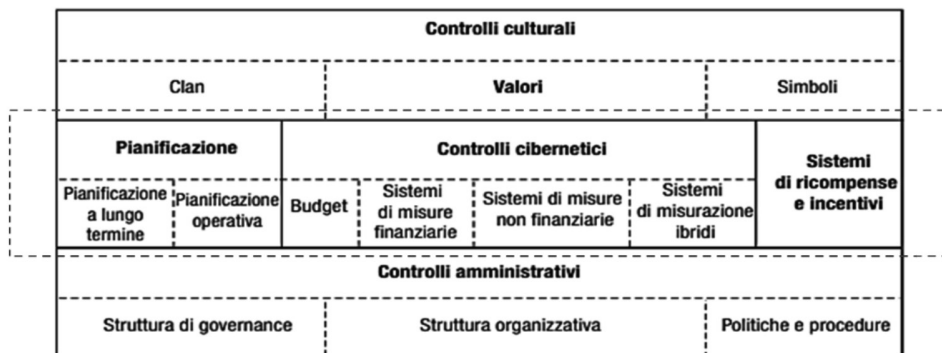 Controlli culturali
Clan
Valori
Simboli
Pianificazione
Controlli cibernetici
Sistemi
di ricompense
e incentivi
Pianificazione
a lungo
termine
Pianificazione
operativa
Budget
Sistemi
di misure
finanziarie
Sistemi di misure
non finanziarie
Sistemi
di misurazione
ibridi
Controlli amministrativi
Struttura di governance
Struttura organizzativa
Politiche e procedure